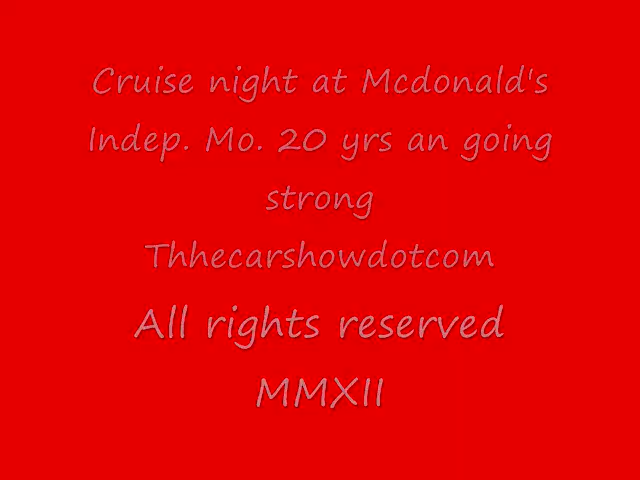 Cruise night at Mcdonald's
Indep. Mo. 20 yrs an going
strong
Thhecarshowdotcom
All rights reserved
MMXII